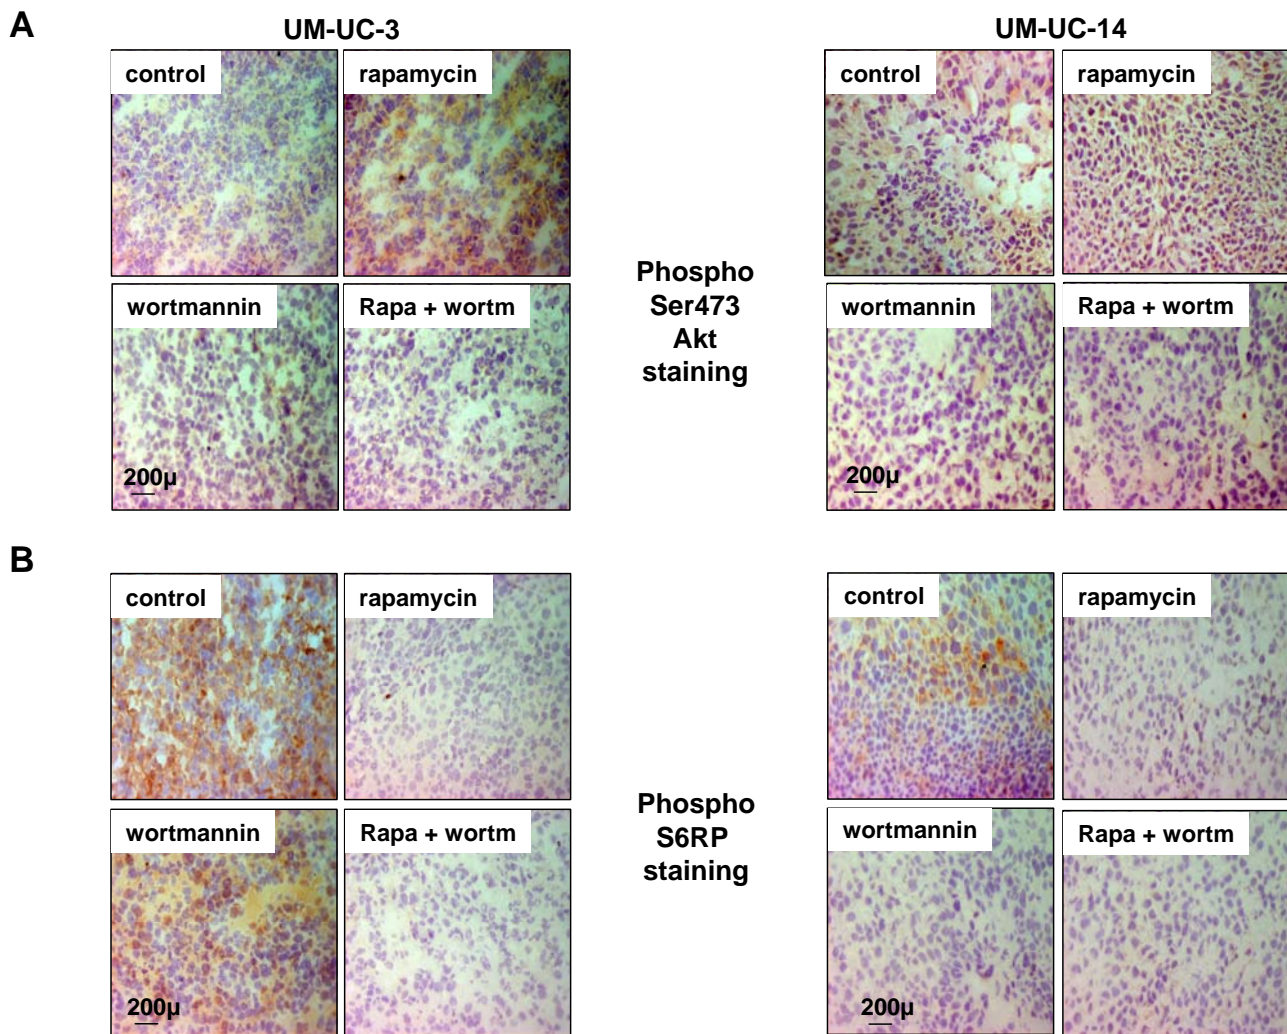 A
UM-UC-3
UM-UC-14
control
rapamycin
control
rapamycin
wortmannin
Rapa + wortm
Phospho
Ser473
Akt
staining
wortmannin
Rapa + wortm
200µ
200µ
B
control
rapamycin
control
rapamycin
wortmannin
Rapa + wortm
Phospho
S6RP
staining
wortmannin
Rapa + wortm
200µ
200µ